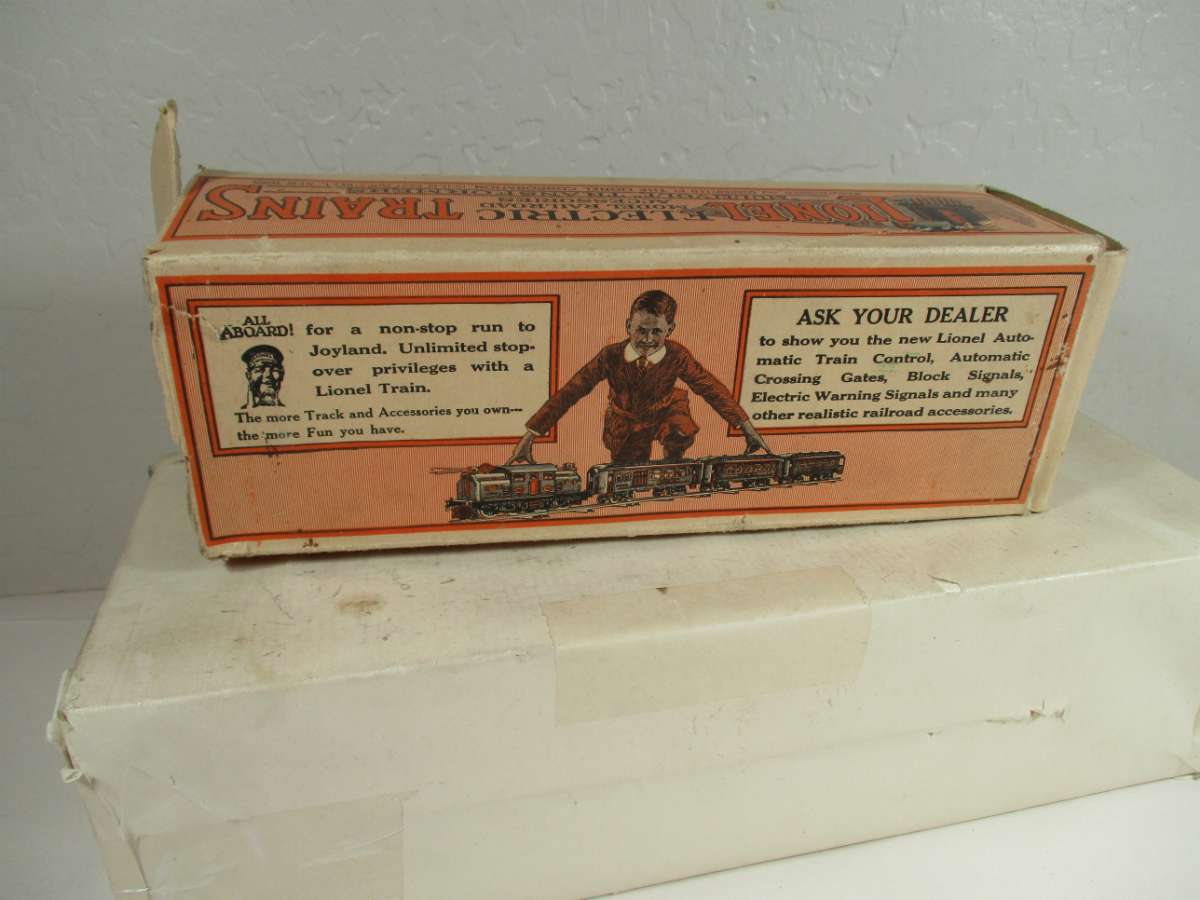 LIONEL ELECTRIC TRAINS
MODEL RAILROAD
ACCESSORIES
ALL
ABOARD!
for a non-stop run to
Joyland. Unlimited stop-
over privileges with a
Lionel Train.
The more Track and Accessories you own---
the more Fun you have.
ASK YOUR DEALER
to show you the new Lionel Auto-
matic Train Control, Automatic
Crossing Gates, Block Signals,
Electric Warning Signals and many
other realistic railroad accessories.